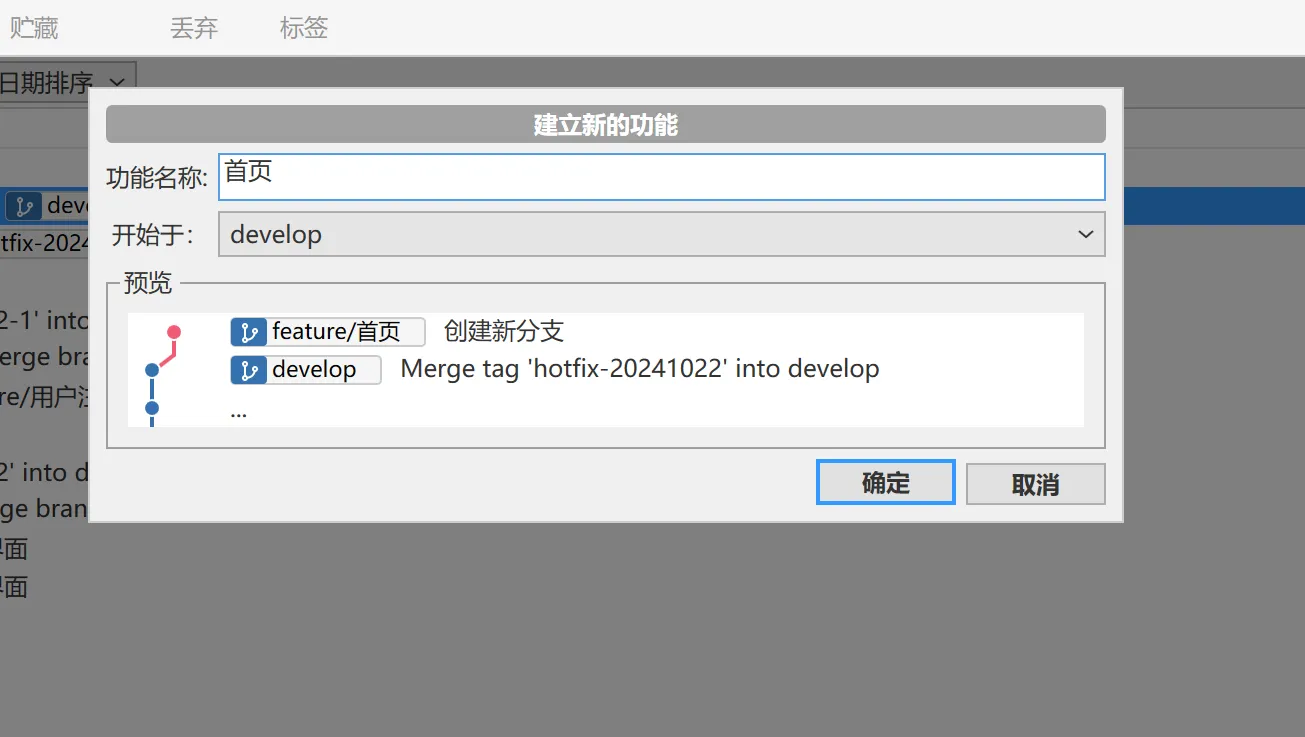 贮藏 丢弃 标签
日期排序
建立新的功能
功能名称: 首页
deve
开始于: develop
tfix-2024
预览
2-1' into
feature/首页 创建新分支
erge bra
develop Merge tag 'hotfix-20241022' into develop
re/用户
...
2' into d
确定 取消
ge bran
界面
界面